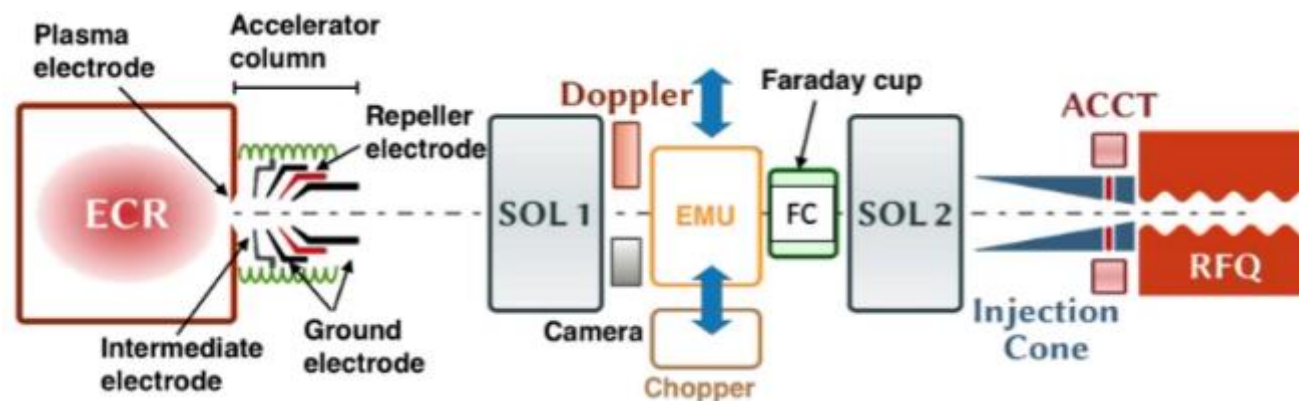 Plasma
electrode
Accelerator
column
Repeller
electrode
ECR
Intermediate
electrode
Ground
electrode
SOL 1
Doppler
Camera
EMU
Chopper
Faraday cup
FC
SOL 2
ACCT
Injection
Cone
RFQ